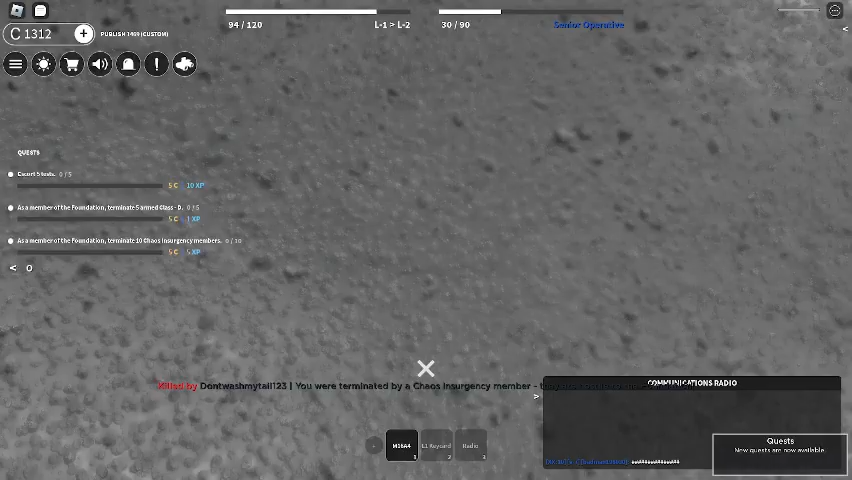 C 1312
PUBLISH 1469 (CUSTOM)
94 / 120
L-1 > L-2
30 / 90
Senior Operative
QUESTS
Escort 5 tests. 0 / 5
5 C 10 XP
As a member of the Foundation, terminate 5 armed Class - D. 0 / 5
5 C 1 XP
As a member of the Foundation, terminate 10 Chaos Insurgency members. 0 / 10
5 C 5 XP
< O
Killed by Dontwashmytail123 | You were terminated by a Chaos Insurgency member - they
COMMUNICATIONS RADIO
M16A4 1
L1 Keycard 2
Radio 3
Quests
New quests are now available.